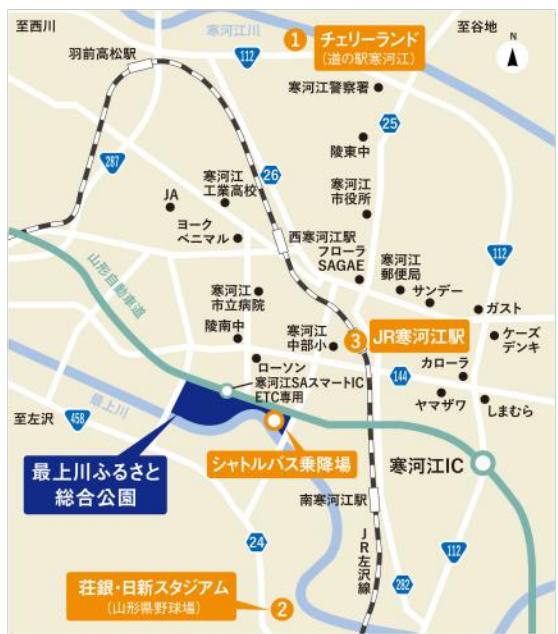 至西川
寒河江川
1
チェリーランド
(道の駅寒河江)
至谷地
N
羽前高松駅
112
寒河江警察署
25
陵東中
287
26
寒河江
工業高校
JA
寒河江
市役所
ヨーク
ベニマル
西寒河江駅
フローラ
SAGAE
寒河江
郵便局
サンデー
112
山形自動車道
寒河江
市立病院
ガスト
陵南中
寒河江
中部小
3
JR寒河江駅
ケーズ
デンキ
カローラ
ローソン
144
寒河江SAスマートIC
ETC専用
ヤマザワ
しまむら
最上川
至左沢
458
シャトルバス乗降場
寒河江IC
最上川ふるさと
総合公園
南寒河江駅
24
JR左沢線
112
荘銀・日新スタジアム
(山形県野球場)
2
282